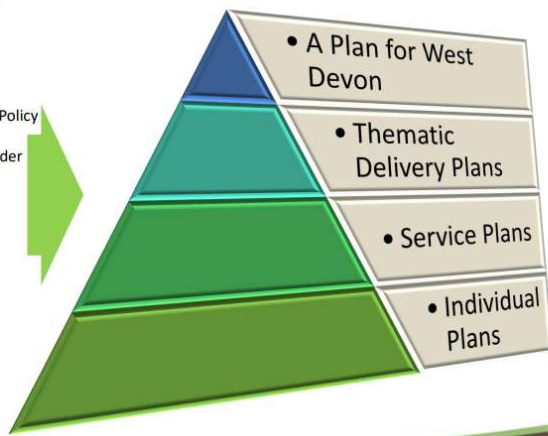 Policy
der
• A Plan for West
Devon
• Thematic
Delivery Plans
• Service Plans
• Individual
Plans